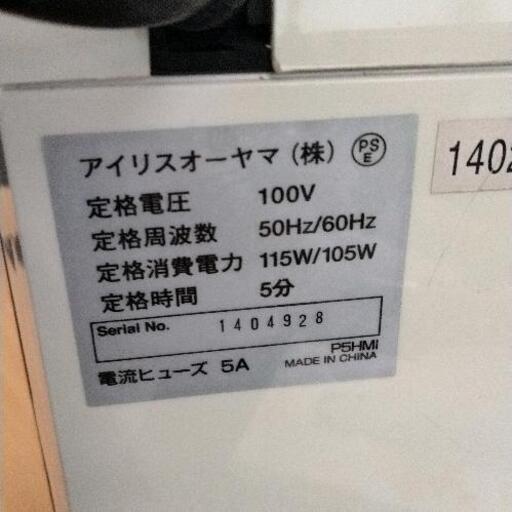 アイリスオーヤマ(株) PSE
定格電圧 100V
定格周波数 50Hz/60Hz
定格消費電力 115W/105W
定格時間 5分
Serial No. 1404928
P5HMI
電流ヒューズ 5A MADE IN CHINA